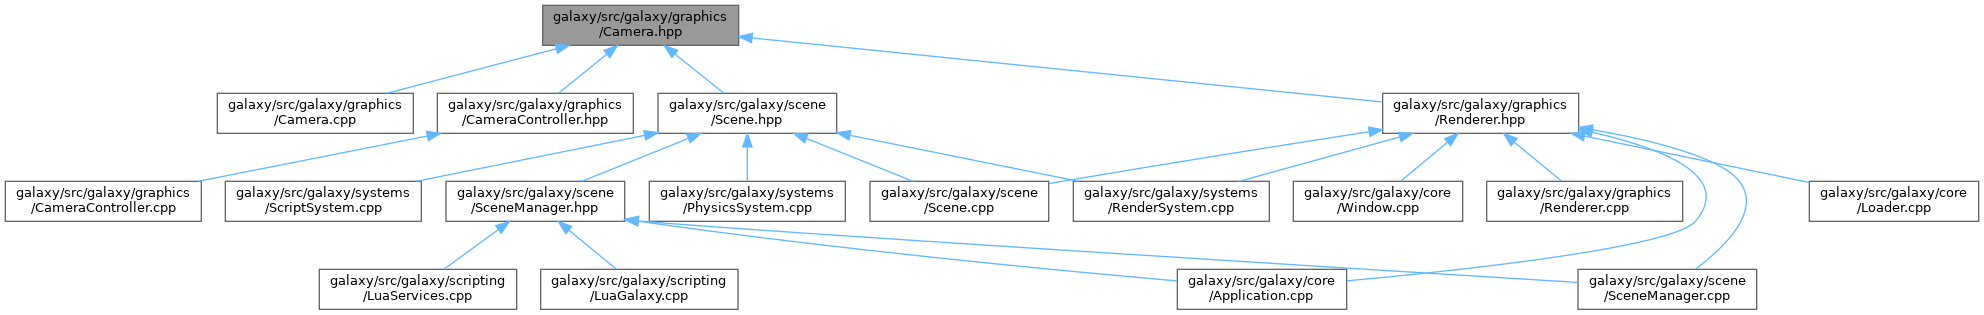 galaxy/src/galaxy/graphics
/Camera.hpp
galaxy/src/galaxy/graphics
/Camera.cpp
galaxy/src/galaxy/graphics
/CameraController.hpp
galaxy/src/galaxy/scene
/Scene.hpp
galaxy/src/galaxy/graphics
/Renderer.hpp
galaxy/src/galaxy/graphics
/CameraController.cpp
galaxy/src/galaxy/systems
/ScriptSystem.cpp
galaxy/src/galaxy/scene
/SceneManager.hpp
galaxy/src/galaxy/systems
/PhysicsSystem.cpp
galaxy/src/galaxy/scene
/Scene.cpp
galaxy/src/galaxy/systems
/RenderSystem.cpp
galaxy/src/galaxy/core
/Window.cpp
galaxy/src/galaxy/graphics
/Renderer.cpp
galaxy/src/galaxy/core
/Loader.cpp
galaxy/src/galaxy/scripting
/LuaServices.cpp
galaxy/src/galaxy/scripting
/LuaGalaxy.cpp
galaxy/src/galaxy/core
/Application.cpp
galaxy/src/galaxy/scene
/SceneManager.cpp